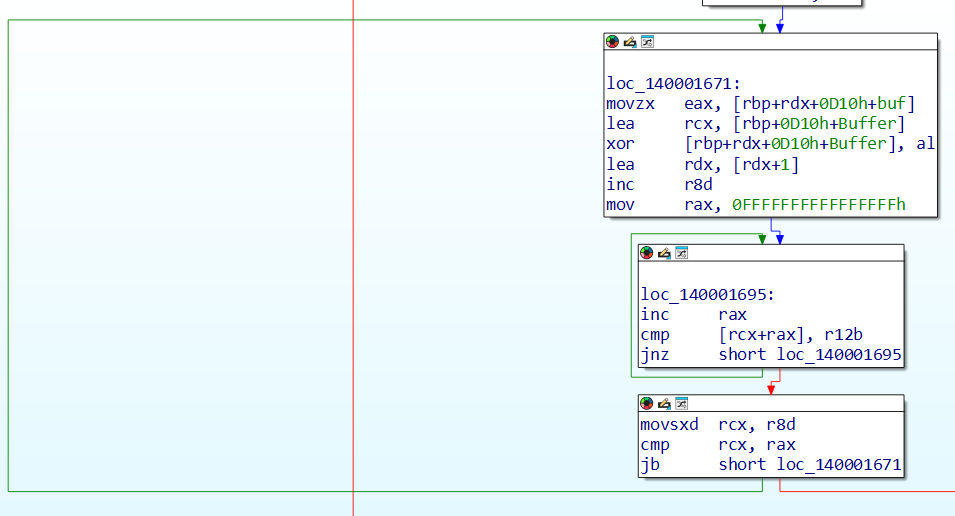 loc_140001671:
movzx eax, [rbp+rdx+0D10h+buf]
lea rcx, [rbp+0D10h+Buffer]
xor [rbp+rdx+0D10h+Buffer], al
lea rdx, [rdx+1]
inc r8d
mov rax, 0FFFFFFFFFFFFFFFFh
loc_140001695:
inc rax
cmp [rcx+rax], r12b
jnz short loc_140001695
movsxd rcx, r8d
cmp rcx, rax
jb short loc_140001671